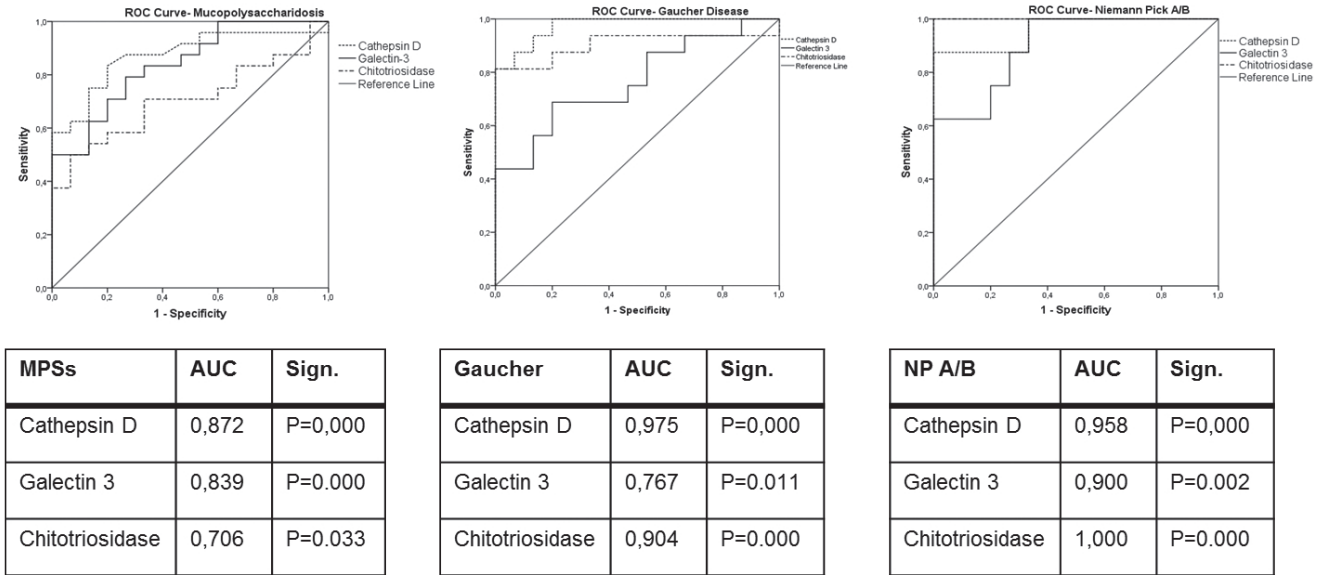 ROC Curve- Mucopolysaccharidosis
1,0
0,8
0,6
0,4
0,2
0,0
Sensitivity
0,0 0,2 0,4 0,6 0,8 1,0
1 - Specificity
Cathepsin D
Galectin-3
Chitotriosidase
Reference Line
ROC Curve- Gaucher Disease
1,0
0,8
0,6
0,4
0,2
0,0
Sensitivity
0,0 0,2 0,4 0,6 0,8 1,0
1 - Specificity
Cathepsin D
Galectin 3
Chitotriosidase
Reference Line
ROC Curve- Niemann Pick A/B
1,0
0,8
0,6
0,4
0,2
0,0
Sensitivity
0,0 0,2 0,4 0,6 0,8 1,0
1 - Specificity
Cathepsin D
Galectin 3
Chitotriosidase
Reference Line
MPSs AUC Sign.
Cathepsin D 0,872 P=0,000
Galectin 3 0,839 P=0.000
Chitotriosidase 0,706 P=0.033
Gaucher AUC Sign.
Cathepsin D 0,975 P=0,000
Galectin 3 0,767 P=0.011
Chitotriosidase 0,904 P=0.000
NP A/B AUC Sign.
Cathepsin D 0,958 P=0,000
Galectin 3 0,900 P=0.002
Chitotriosidase 1,000 P=0.000